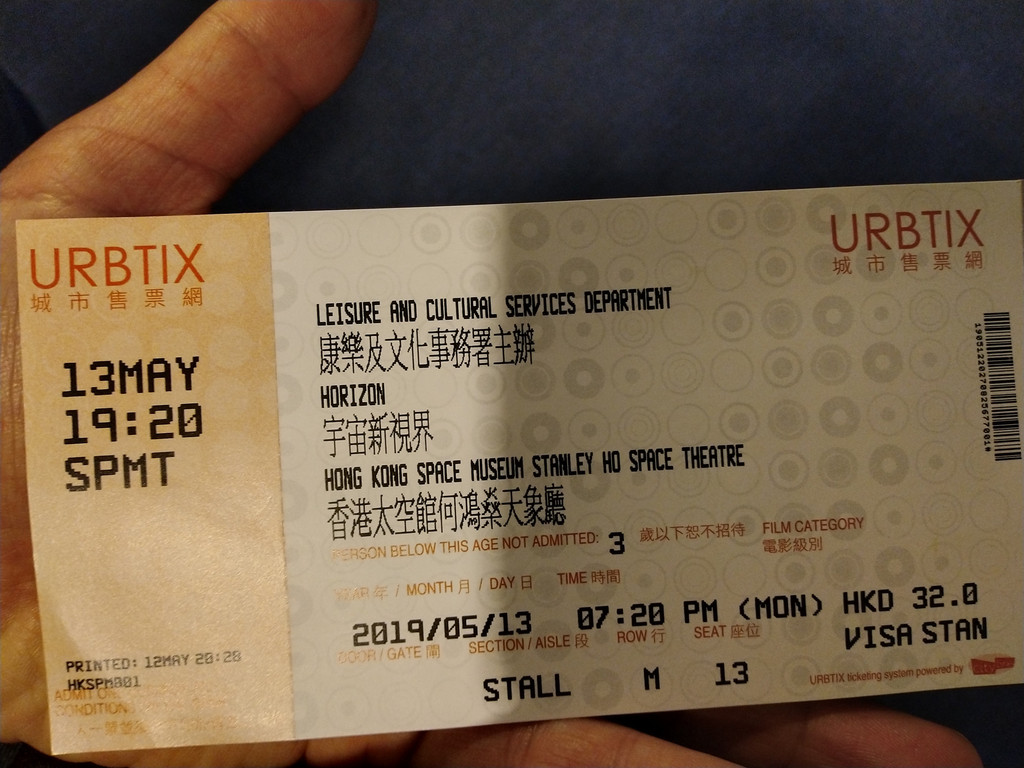 URBTIX
城市售票網
13MAY
19:20
SPMT
PRINTED: 12MAY 20:20
HKSPM801
ADMIT ONE
CONDITION
URBTIX
城市售票網
LEISURE AND CULTURAL SERVICES DEPARTMENT
康樂及文化事務署主辦
HORIZON
宇宙新視界
HONG KONG SPACE MUSEUM STANLEY HO SPACE THEATRE
香港太空館何鴻燊天象廳
PERSON BELOW THIS AGE NOT ADMITTED: 3 歲以下恕不招待 FILM CATEGORY
電影級別
YEAR 年 / MONTH 月 / DAY 日 TIME 時間
2019/05/13 07:20 PM (MON) HKD 32.0
DOOR / GATE 閘 SECTION / AISLE 段 ROW 行 SEAT 座位 VISA STAN
STALL M 13
URBTIX ticketing system powered by